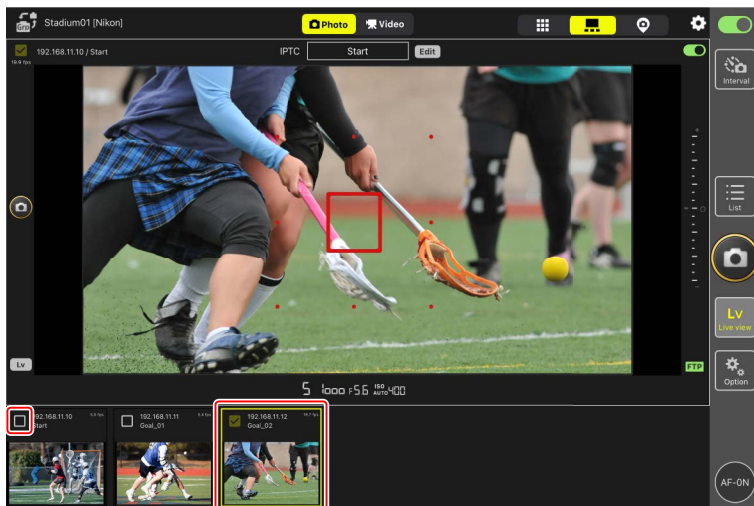 Grp
Stadium01 [Nikon]
Photo
Video
192.168.11.10 / Start
19.9 fps
IPTC
Start
Edit
Interval
List
Lv
Live view
Option
AF-ON
+
0
-
Lv
FTP
S 1000 F5.6 ISO AUTO 400
192.168.11.10
Start
192.168.11.11
Goal_01
192.168.11.12
Goal_02